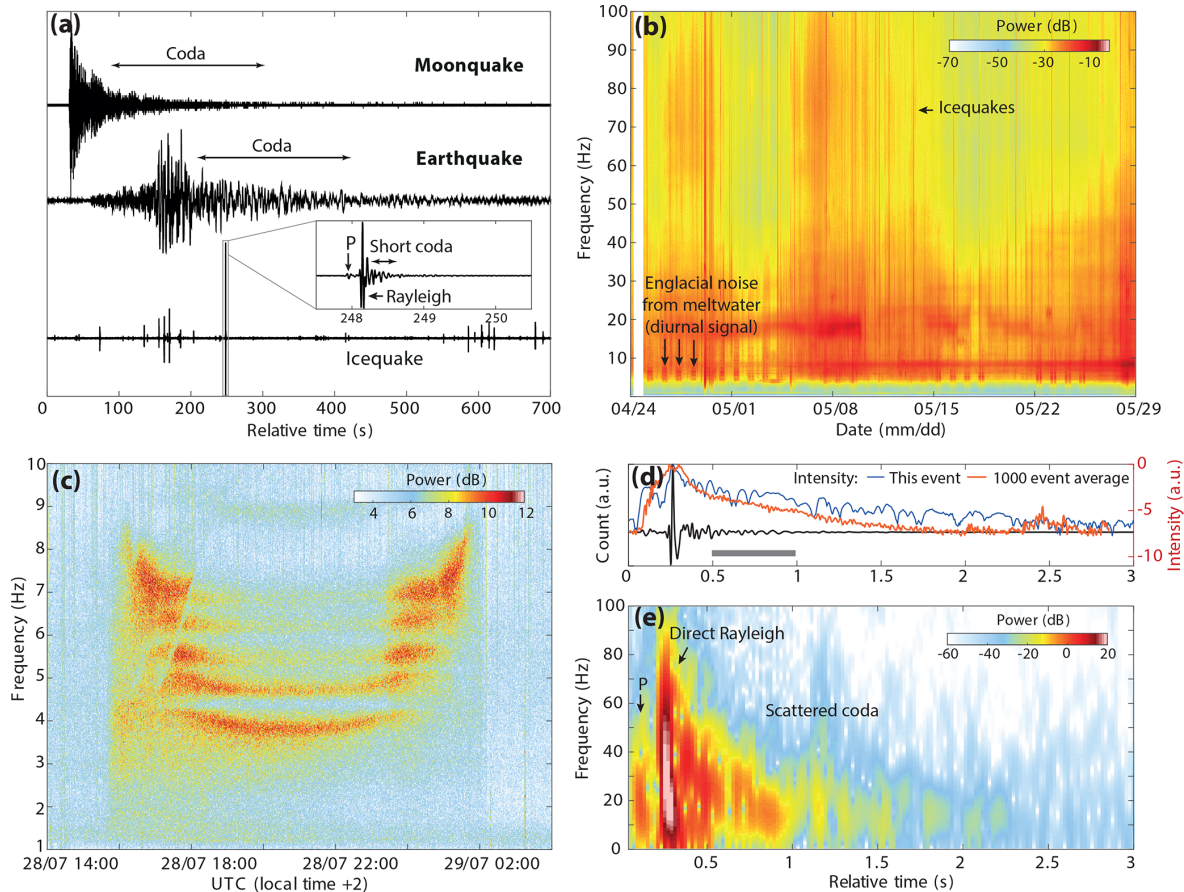 (a)
Coda
Moonquake
Coda
Earthquake
P
Short coda
Rayleigh
248
249
250
Icequake
0
100
200
300
400
500
600
700
Relative time (s)
(b)
Power (dB)
-70
-50
-30
-10
Icequakes
Englacial noise
from meltwater
(diurnal signal)
100
90
80
70
60
50
40
30
20
10
Frequency (Hz)
04/24
05/01
05/08
05/15
05/22
05/29
Date (mm/dd)
(c)
Power (dB)
4
6
8
10
12
10
9
8
7
6
5
4
3
2
1
Frequency (Hz)
28/07 14:00
28/07 18:00
28/07 22:00
29/07 02:00
UTC (local time +2)
(d)
Intensity:
This event
1000 event average
Count (a.u.)
0
-5
-10
Intensity (a.u.)
0
0.5
1
1.5
2
2.5
3
(e)
Direct Rayleigh
P
Scattered coda
Power (dB)
-60
-40
-20
0
20
100
80
60
40
20
0
Frequency (Hz)
0.5
1
1.5
2
2.5
3
Relative time (s)